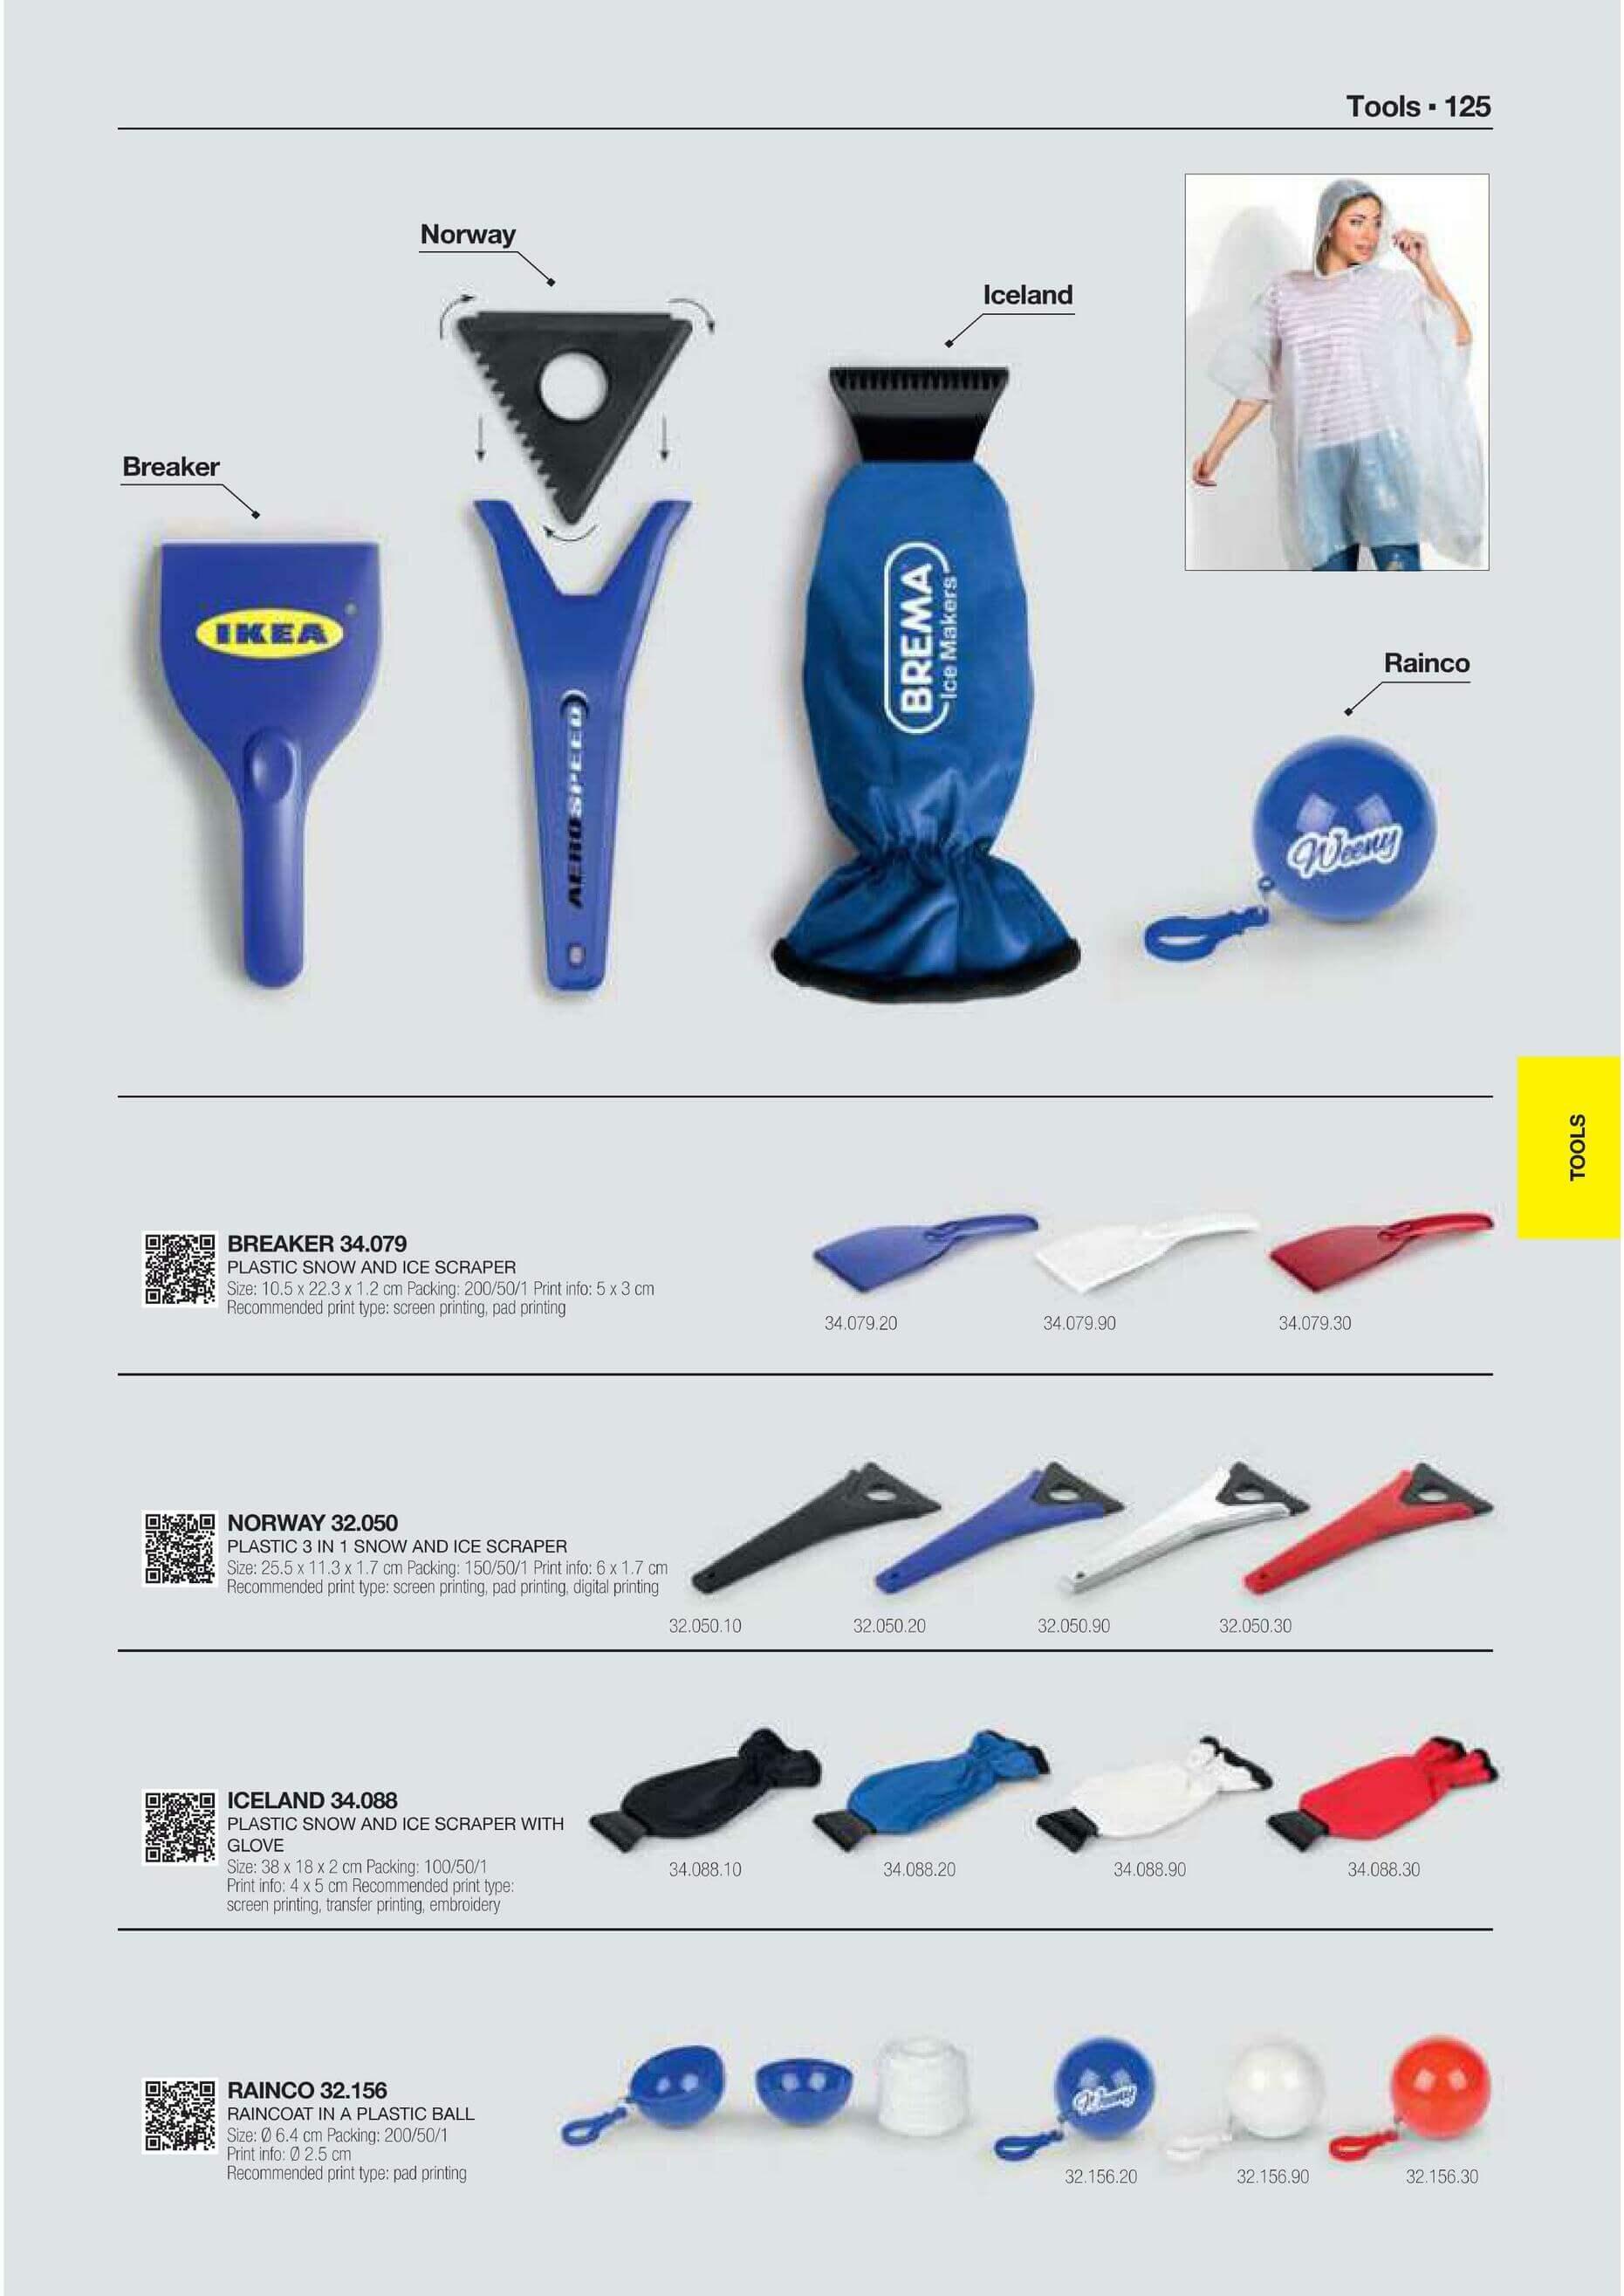 Tools ▪ 125
Norway
Iceland
Breaker
IKEA
®
AEROSPEED
BREMA
Ice Makers
Rainco
Weeny
TOOLS
BREAKER 34.079
PLASTIC SNOW AND ICE SCRAPER
Size: 10.5 x 22.3 x 1.2 cm Packing: 200/50/1 Print info: 5 x 3 cm
Recommended print type: screen printing, pad printing
34.079.20
34.079.90
34.079.30
NORWAY 32.050
PLASTIC 3 IN 1 SNOW AND ICE SCRAPER
Size: 25.5 x 11.3 x 1.7 cm Packing: 150/50/1 Print info: 6 x 1.7 cm
Recommended print type: screen printing, pad printing, digital printing
32.050.10
32.050.20
32.050.90
32.050.30
ICELAND 34.088
PLASTIC SNOW AND ICE SCRAPER WITH
GLOVE
Size: 38 x 18 x 2 cm Packing: 100/50/1
Print info: 4 x 5 cm Recommended print type:
screen printing, transfer printing, embroidery
34.088.10
34.088.20
34.088.90
34.088.30
RAINCO 32.156
RAINCOAT IN A PLASTIC BALL
Size: Ø 6.4 cm Packing: 200/50/1
Print info: Ø 2.5 cm
Recommended print type: pad printing
Weeny
32.156.20
32.156.90
32.156.30